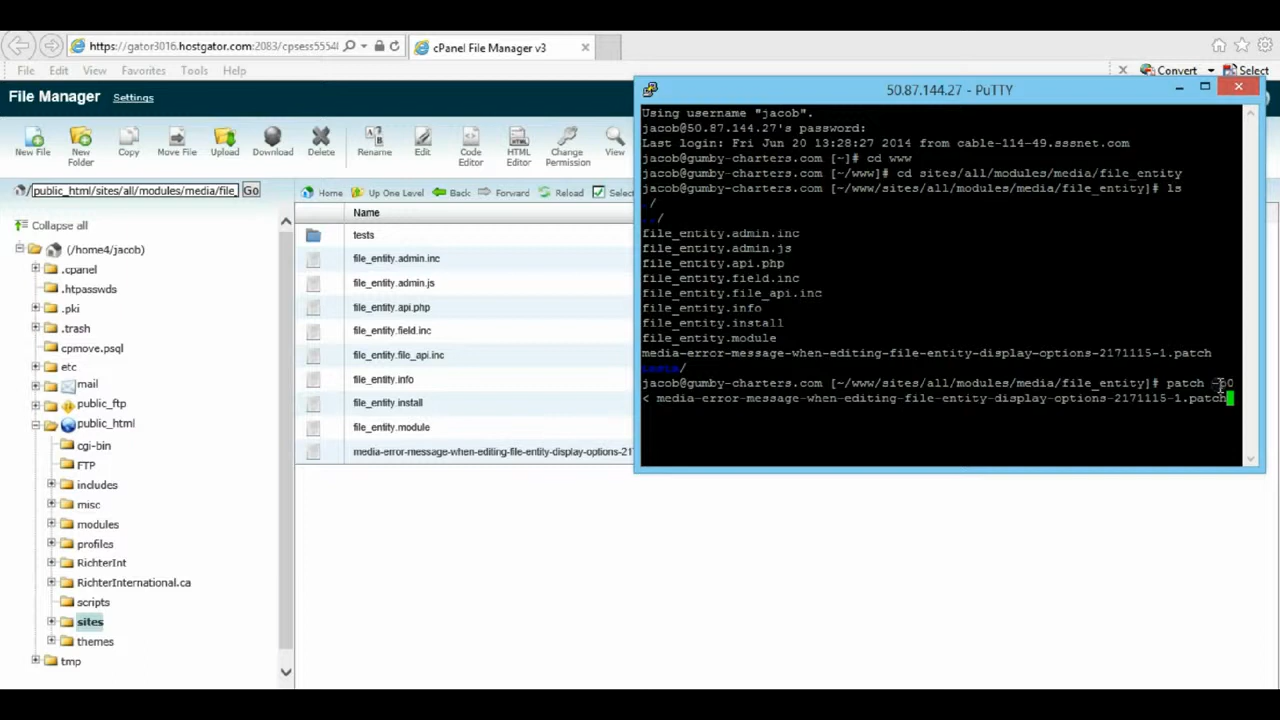 https://gator3016.hostgator.com:2083/cpsess5554
cPanel File Manager v3
File Edit View Favorites Tools Help
Convert
Select
File Manager Settings
50.87.144.27 - PuTTY
New File
New Folder
Copy
Move File
Upload
Download
Delete
Rename
Edit
Code Editor
HTML Editor
Change Permission
View
public_html/sites/all/modules/media/file_ Go
Home Up One Level Back Forward Reload Select
Collapse all
(/home4/jacob)
.cpanel
.htpasswds
.pki
.trash
cpmove.psql
etc
mail
public_ftp
public_html
cgi-bin
FTP
includes
misc
modules
profiles
RichterInt
RichterInternational.ca
scripts
sites
themes
tmp
Name
tests
file_entity.admin.inc
file_entity.admin.js
file_entity.api.php
file_entity.field.inc
file_entity.file_api.inc
file_entity.info
file_entity.install
file_entity.module
media-error-message-when-editing-file-entity-display-options-217
Using username "jacob".
jacob@50.87.144.27's password:
Last login: Fri Jun 20 13:28:27 2014 from cable-114-49.sssnet.com
jacob@gumby-charters.com [~]# cd www
jacob@gumby-charters.com [~/www]# cd sites/all/modules/media/file_entity
jacob@gumby-charters.com [~/www/sites/all/modules/media/file_entity]# ls
./
../
file_entity.admin.inc
file_entity.admin.js
file_entity.api.php
file_entity.field.inc
file_entity.file_api.inc
file_entity.info
file_entity.install
file_entity.module
media-error-message-when-editing-file-entity-display-options-2171115-1.patch
tests/
jacob@gumby-charters.com [~/www/sites/all/modules/media/file_entity]# patch
< media-error-message-when-editing-file-entity-display-options-2171115-1.patch